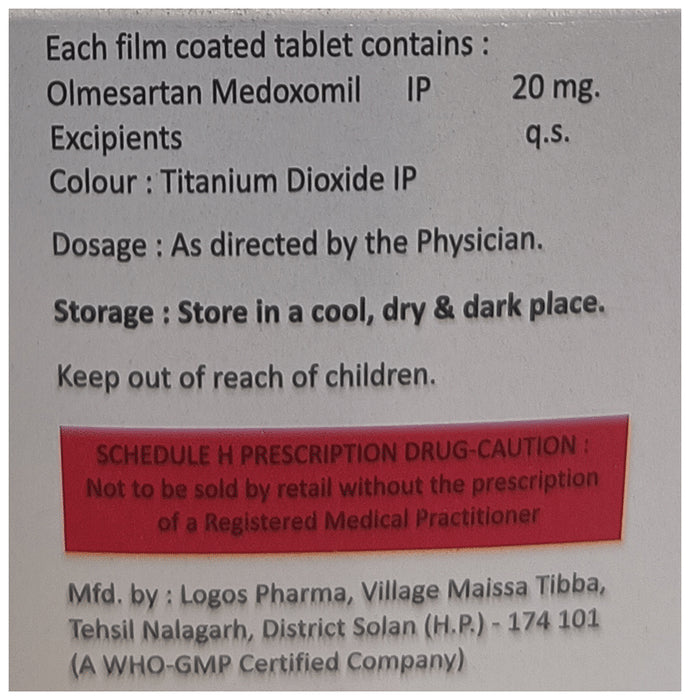 Each film coated tablet contains :
Olmesartan Medoxomil IP 20 mg.
Excipients q.s.
Colour : Titanium Dioxide IP
Dosage : As directed by the Physician.
Storage : Store in a cool, dry & dark place.
Keep out of reach of children.
SCHEDULE H PRESCRIPTION DRUG-CAUTION :
Not to be sold by retail without the prescription
of a Registered Medical Practitioner
Mfd. by : Logos Pharma, Village Maissa Tibba,
Tehsil Nalagarh, District Solan (H.P.) - 174 101
(A WHO-GMP Certified Company)